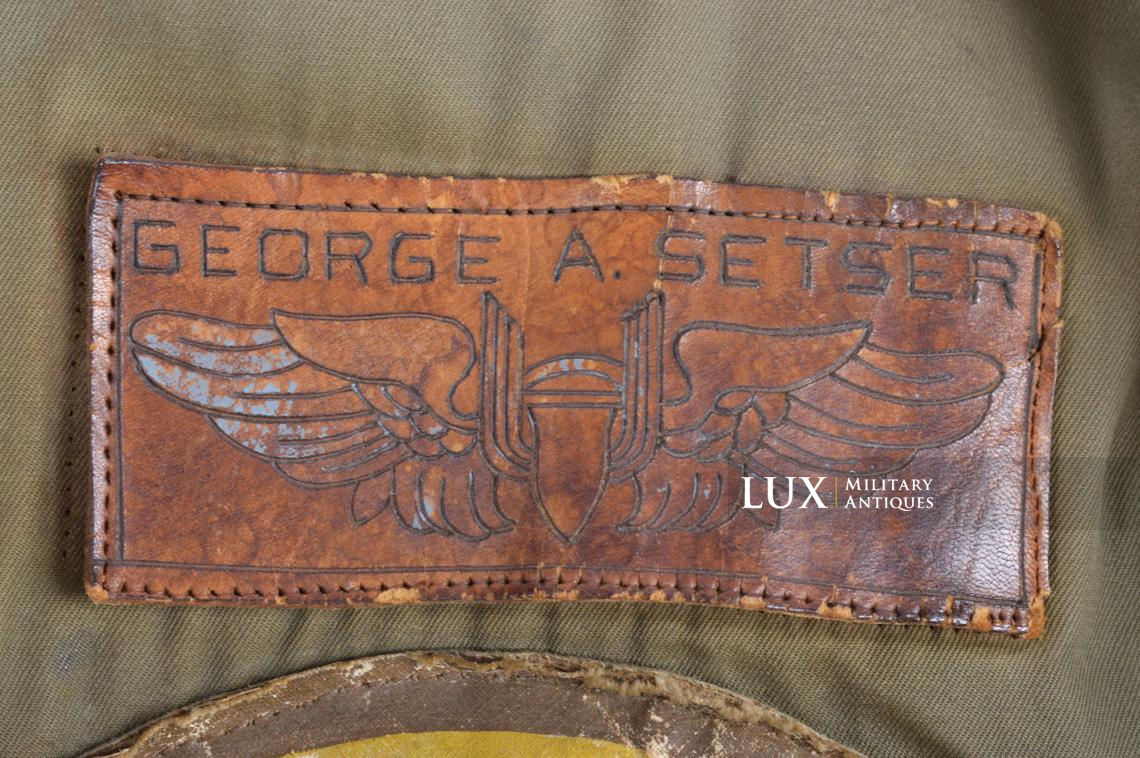 GEORGE A. SETSER
LUX MILITARY
ANTIQUES